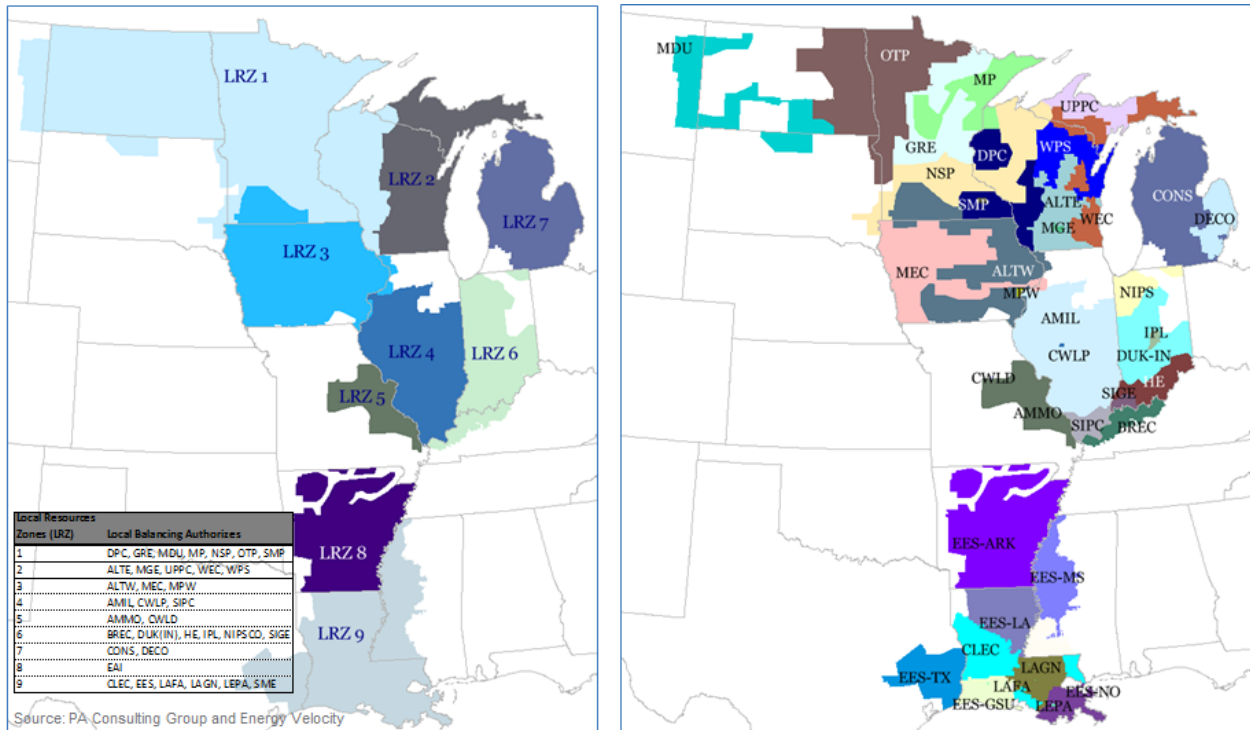 LRZ 1
LRZ 2
LRZ 7
LRZ 3
LRZ 4
LRZ 6
LRZ 5
LRZ 8
LRZ 9
Local Resources
Zones (LRZ) Local Balancing Authorizes
1 DPC, GRE, MDU, MP, NSP, OTP, SMP
2 ALTE, MGE, UPPC, WEC, WPS
3 ALTW, MEC, MPW
4 AMIL, CWLP, SIPC
5 AMMO, CWLD
6 BREC, DUK(IN), HE, IPL, NIPSCO, SIGE
7 CONS, DECO
8 EAI
9 CLEC, EES, LAFA, LAGN, LEPA, SME
Source: PA Consulting Group and Energy Velocity
MDU
OTP
MP
UPPC
GRE
DPC
WPS
NSP
CONS
SMP
ALTE
WEC
MGE
DECO
MEC
ALTW
MPW
NIPS
AMIL
IPL
CWLP
DUK-IN
CWLD
HE
SIGE
AMMO
SIPC
BREC
EES-ARK
EES-MS
EES-LA
CLEC
LAGN
EES-TX
LAFA
EES-NO
EES-GSU
LEPA